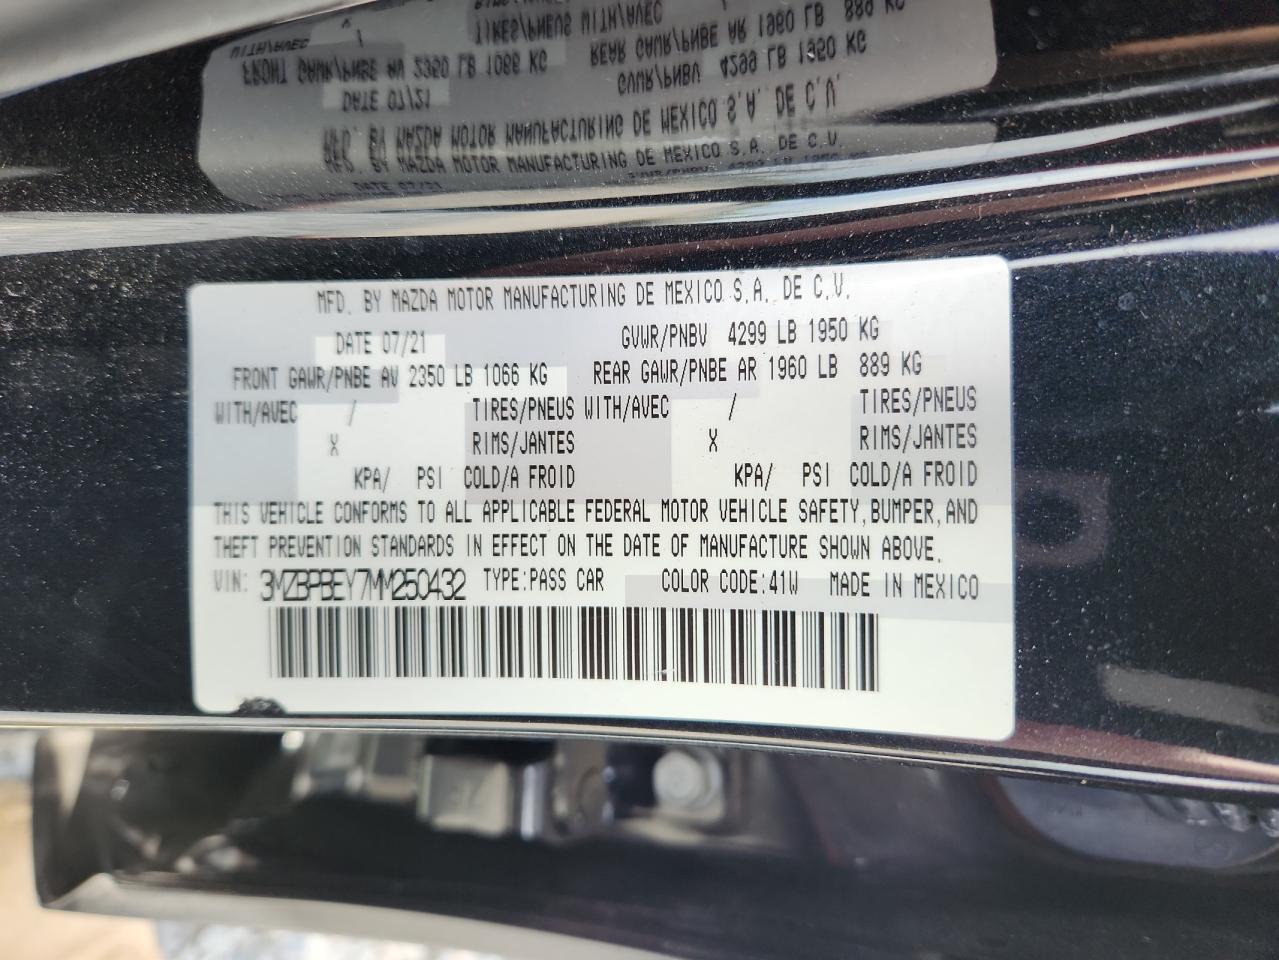 MFD. BY MAZDA MOTOR MANUFACTURING DE MEXICO S.A. DE C.V.
DATE 07/21 GVWR/PNBV 4299 LB 1950 KG
FRONT GAWR/PNBE AV 2350 LB 1066 KG REAR GAWR/PNBE AR 1960 LB 889 KG
WITH/AVEC / TIRES/PNEUS WITH/AVEC / TIRES/PNEUS
X RIMS/JANTES X RIMS/JANTES
KPA/ PSI COLD/A FROID KPA/ PSI COLD/A FROID
THIS VEHICLE CONFORMS TO ALL APPLICABLE FEDERAL MOTOR VEHICLE SAFETY, BUMPER, AND
THEFT PREVENTION STANDARDS IN EFFECT ON THE DATE OF MANUFACTURE SHOWN ABOVE.
VIN: 3MZBPBEY7MM250432 TYPE:PASS CAR COLOR CODE:41W MADE IN MEXICO